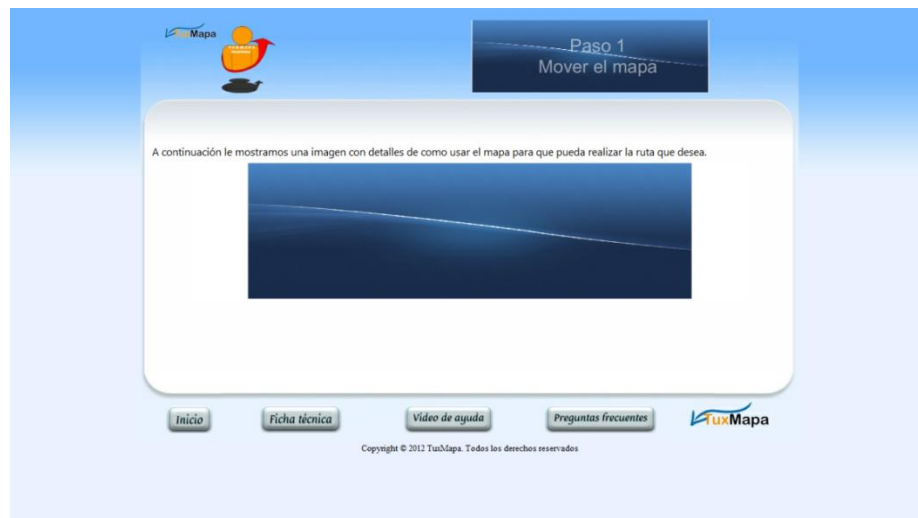 TuxMapa
Paso 1
Mover el mapa
A continuación le mostramos una imagen con detalles de como usar el mapa para que pueda realizar la ruta que desea.
Inicio
Ficha técnica
Vídeo de ayuda
Preguntas frecuentes
TuxMapa
Copyright © 2012 TuxMapa. Todos los derechos reservados